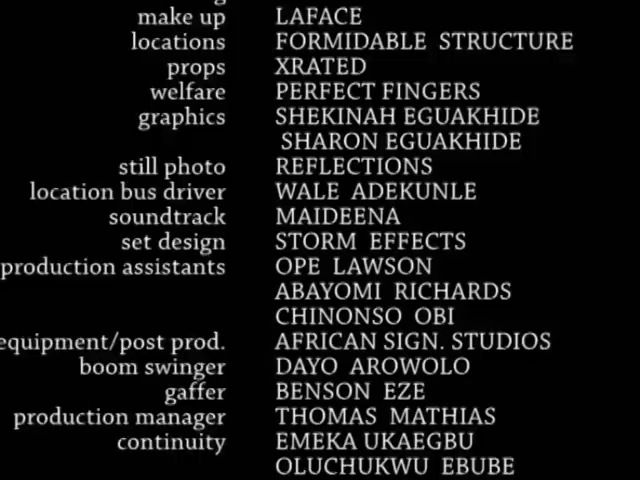 make up LAFACE
locations FORMIDABLE STRUCTURE
props XRATED
welfare PERFECT FINGERS
graphics SHEKINAH EGUAKHIDE
SHARON EGUAKHIDE
still photo REFLECTIONS
location bus driver WALE ADEKUNLE
soundtrack MAIDEENA
set design STORM EFFECTS
production assistants OPE LAWSON
ABAYOMI RICHARDS
CHINONSO OBI
equipment/post prod. AFRICAN SIGN. STUDIOS
boom swinger DAYO AROWOLO
gaffer BENSON EZE
production manager THOMAS MATHIAS
continuity EMEKA UKAEGBU
OLUCHUKWU EBUBE